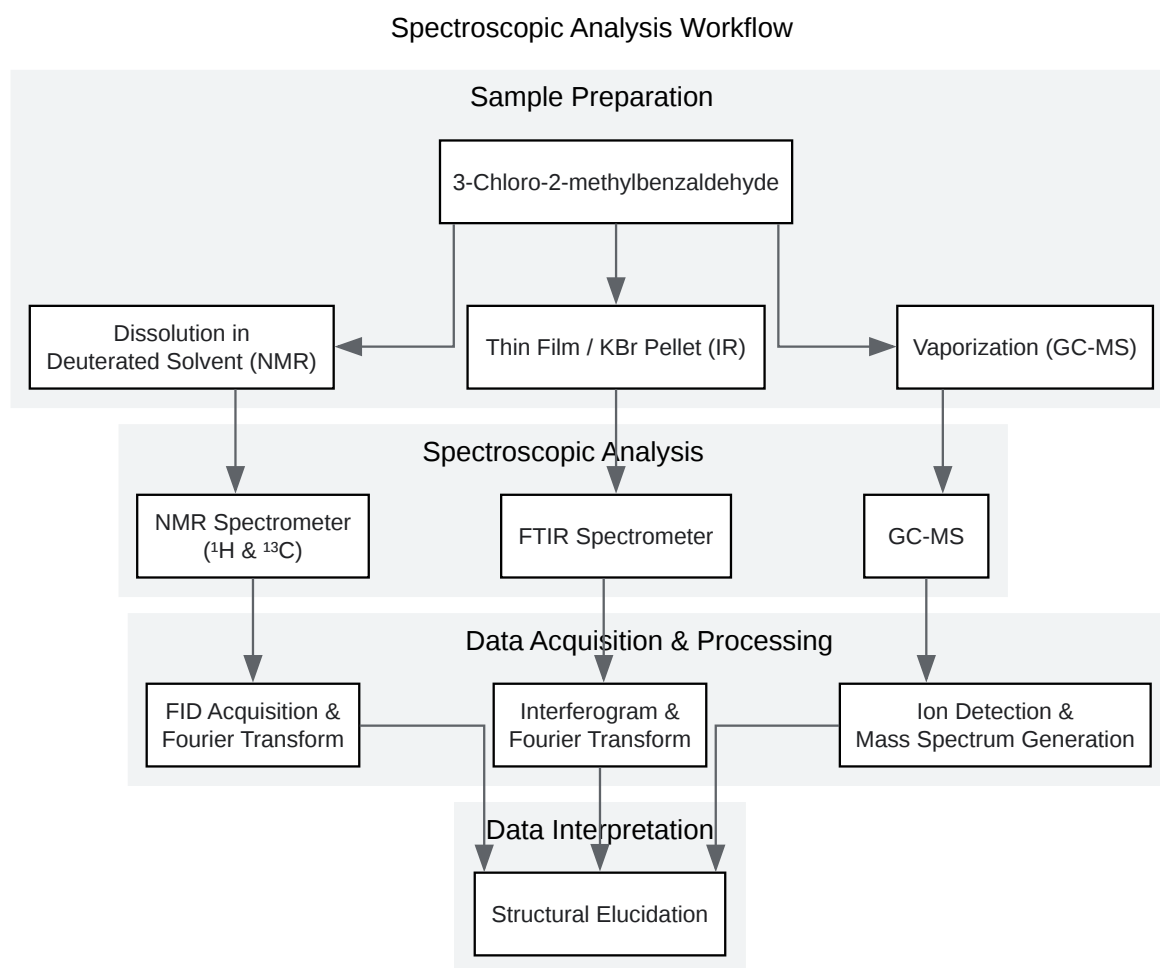 Spectroscopic Analysis Workflow
Sample Preparation
3-Chloro-2-methylbenzaldehyde
Dissolution in
Deuterated Solvent (NMR)
Thin Film / KBr Pellet (IR)
Vaporization (GC-MS)
Spectroscopic Analysis
NMR Spectrometer
(¹H & ¹³C)
FTIR Spectrometer
GC-MS
Data Acquisition & Processing
FID Acquisition &
Fourier Transform
Interferogram &
Fourier Transform
Ion Detection &
Mass Spectrum Generation
Data Interpretation
Structural Elucidation